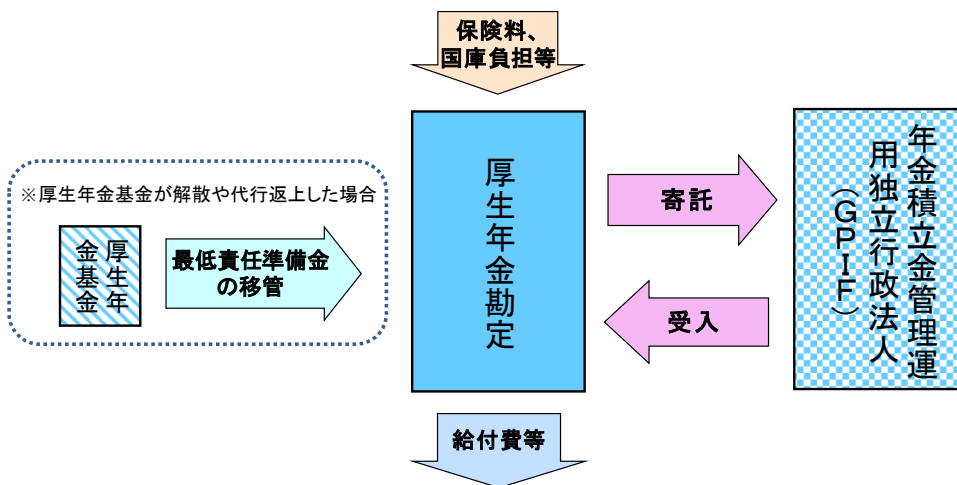 保険料、
国庫負担等
※厚生年金基金が解散や代行返上した場合
厚生年
金基金
最低責任準備金
の移管
厚生年金勘定
寄託
受入
年金積立金管理運
用独立行政法人
（ＧＰＩＦ）
給付費等